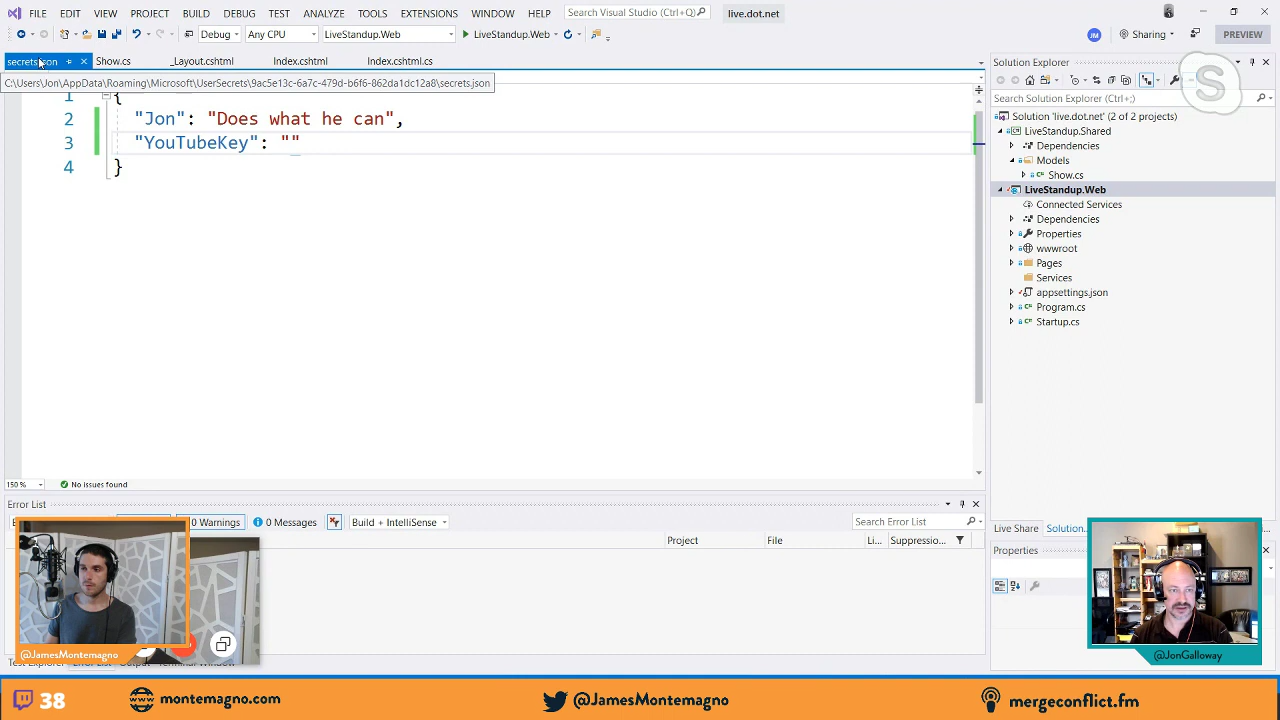 FILE EDIT VIEW PROJECT BUILD DEBUG TEST ANALYZE TOOLS EXTENSIONS WINDOW HELP Search Visual Studio (Ctrl+Q) live.dot.net
Debug Any CPU LiveStandup.Web LiveStandup.Web JM Sharing PREVIEW
secrets.json Show.cs _Layout.cshtml Index.cshtml Index.cshtml.cs
C:\Users\Jon\AppData\Roaming\Microsoft\UserSecrets\9ac5e13c-6a7c-479d-b6f6-862da1dc12a8\secrets.json
1 {
2 "Jon": "Does what he can",
3 "YouTubeKey": ""
4 }
150 % No issues found
Solution Explorer
Search Solution Explorer (Ctrl+;)
Solution 'live.dot.net' (2 of 2 projects)
LiveStandup.Shared
Dependencies
Models
Show.cs
LiveStandup.Web
Connected Services
Dependencies
Properties
wwwroot
Pages
Services
appsettings.json
Program.cs
Startup.cs
Live Share Solution...
Properties
Error List
0 Warnings 0 Messages Build + IntelliSense Search Error List
Project File Li... Suppressio...
@JamesMontemagno
@JonGalloway
38 montemagno.com @JamesMontemagno mergeconflict.fm